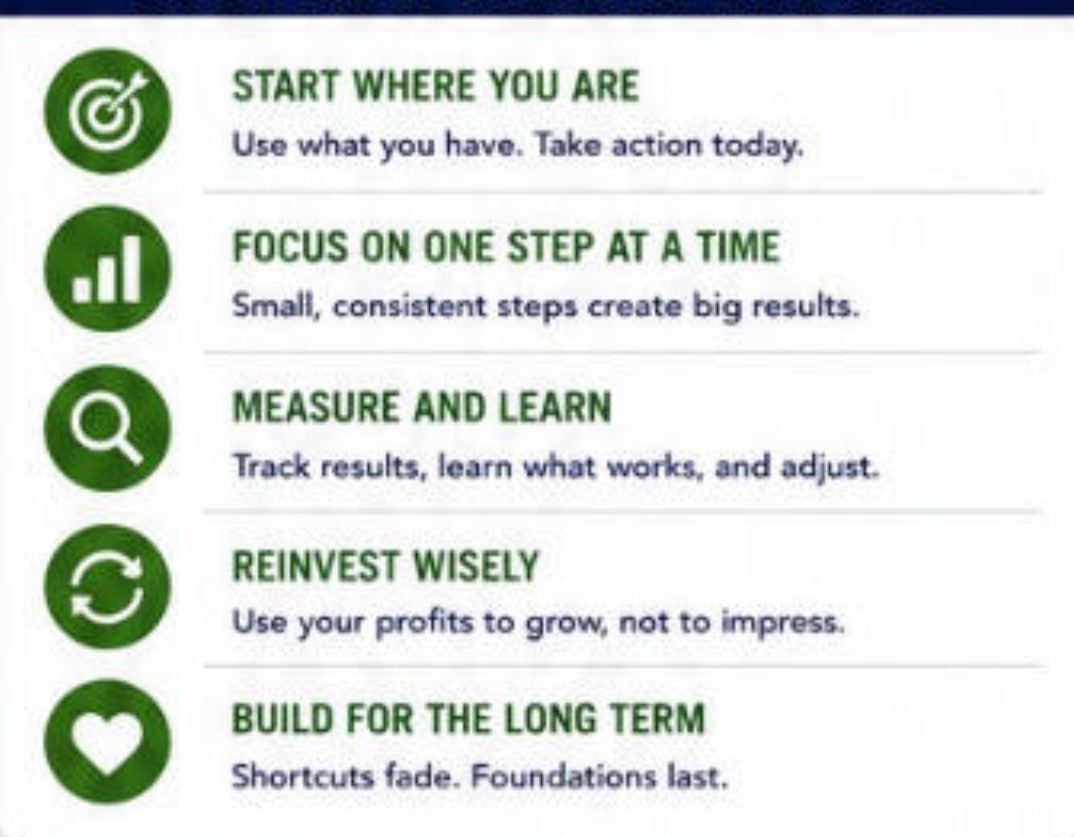 START WHERE YOU ARE
Use what you have. Take action today.
FOCUS ON ONE STEP AT A TIME
Small, consistent steps create big results.
MEASURE AND LEARN
Track results, learn what works, and adjust.
REINVEST WISELY
Use your profits to grow, not to impress.
BUILD FOR THE LONG TERM
Shortcuts fade. Foundations last.